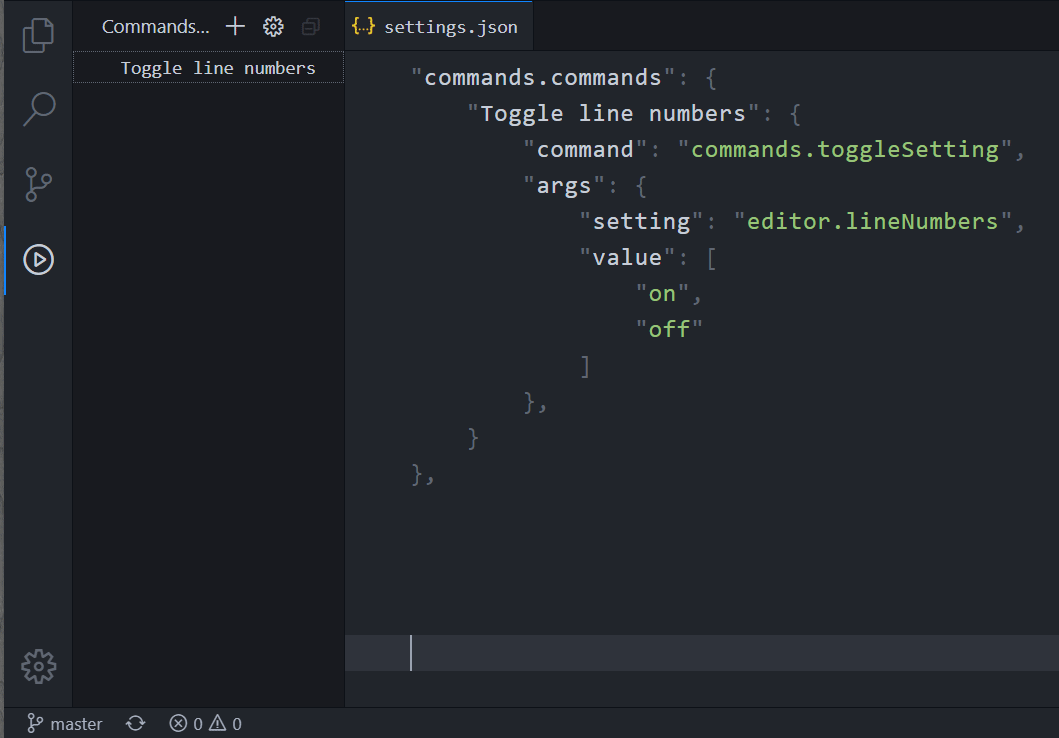 Commands...
{..} settings.json
Toggle line numbers
"commands.commands": {
"Toggle line numbers": {
"command": "commands.toggleSetting",
"args": {
"setting": "editor.lineNumbers",
"value": [
"on",
"off"
]
},
}
},
master 0 0